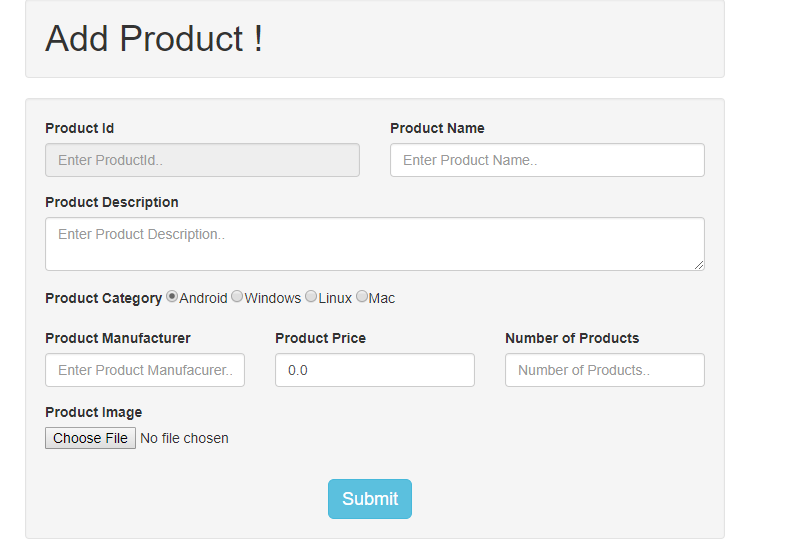 Add Product !
Product Id Product Name
Enter ProductId.. Enter Product Name..
Product Description
Enter Product Description..
Product Category Android Windows Linux Mac
Product Manufacturer Product Price Number of Products
Enter Product Manufacurer.. 0.0 Number of Products..
Product Image
Choose File No file chosen
Submit